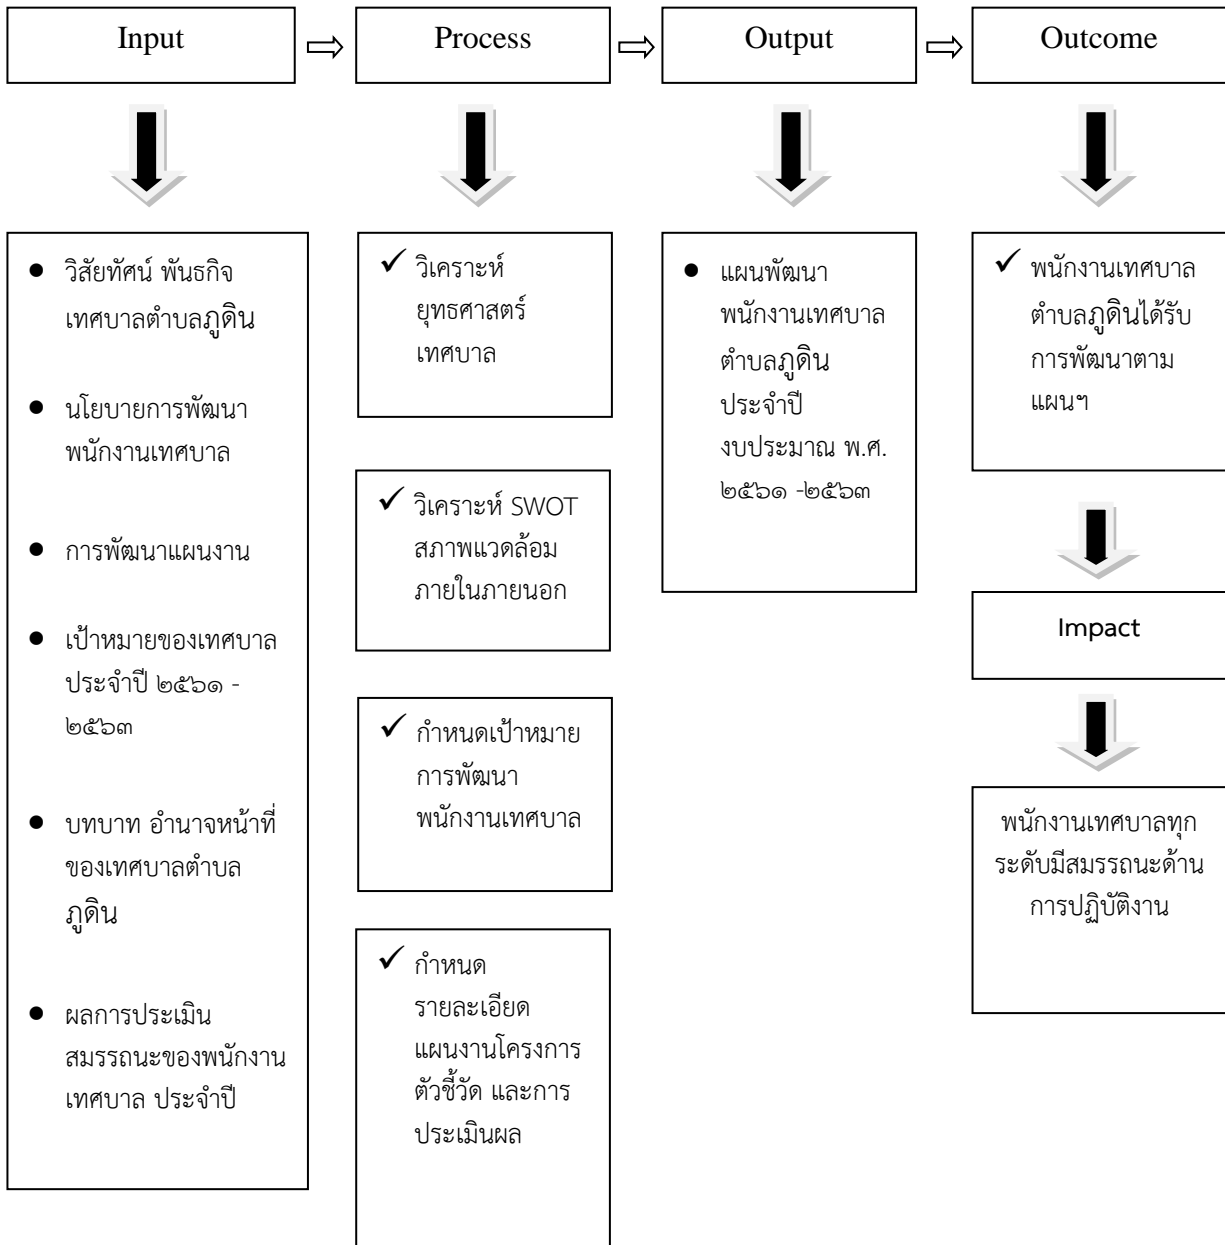 Input
Process
Output
Outcome
วิสัยทัศน์ พันธกิจ
เทศบาลตำบลภูดิน
นโยบายการพัฒนา
พนักงานเทศบาล
การพัฒนาแผนงาน
เป้าหมายของเทศบาล
ประจำปี ๒๕๖๑ -
๒๕๖๓
บทบาท อำนาจหน้าที่
ของเทศบาลตำบล
ภูดิน
ผลการประเมิน
สมรรถนะของพนักงาน
เทศบาล ประจำปี
วิเคราะห์
ยุทธศาสตร์
เทศบาล
วิเคราะห์ SWOT
สภาพแวดล้อม
ภายในภายนอก
กำหนดเป้าหมาย
การพัฒนา
พนักงานเทศบาล
กำหนด
รายละเอียด
แผนงานโครงการ
ตัวชี้วัด และการ
ประเมินผล
แผนพัฒนา
พนักงานเทศบาล
ตำบลภูดิน
ประจำปี
งบประมาณ พ.ศ.
๒๕๖๑ -๒๕๖๓
พนักงานเทศบาล
ตำบลภูดินได้รับ
การพัฒนาตาม
แผนฯ
Impact
พนักงานเทศบาลทุก
ระดับมีสมรรถนะด้าน
การปฏิบัติงาน